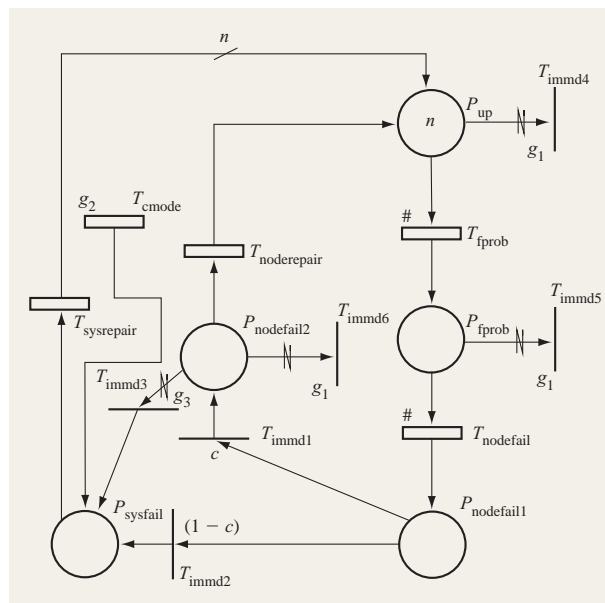 n
T_immd4
P_up
n
g_1
g_2
T_cmode
#
T_fprob
T_noderepair
T_immd5
T_immd6
P_fprob
P_nodefail2
T_sysrepair
T_immd3
g_3
g_1
g_1
#
T_nodefail
T_immd1
c
P_nodefail1
P_sysfail
(1 − c)
T_immd2